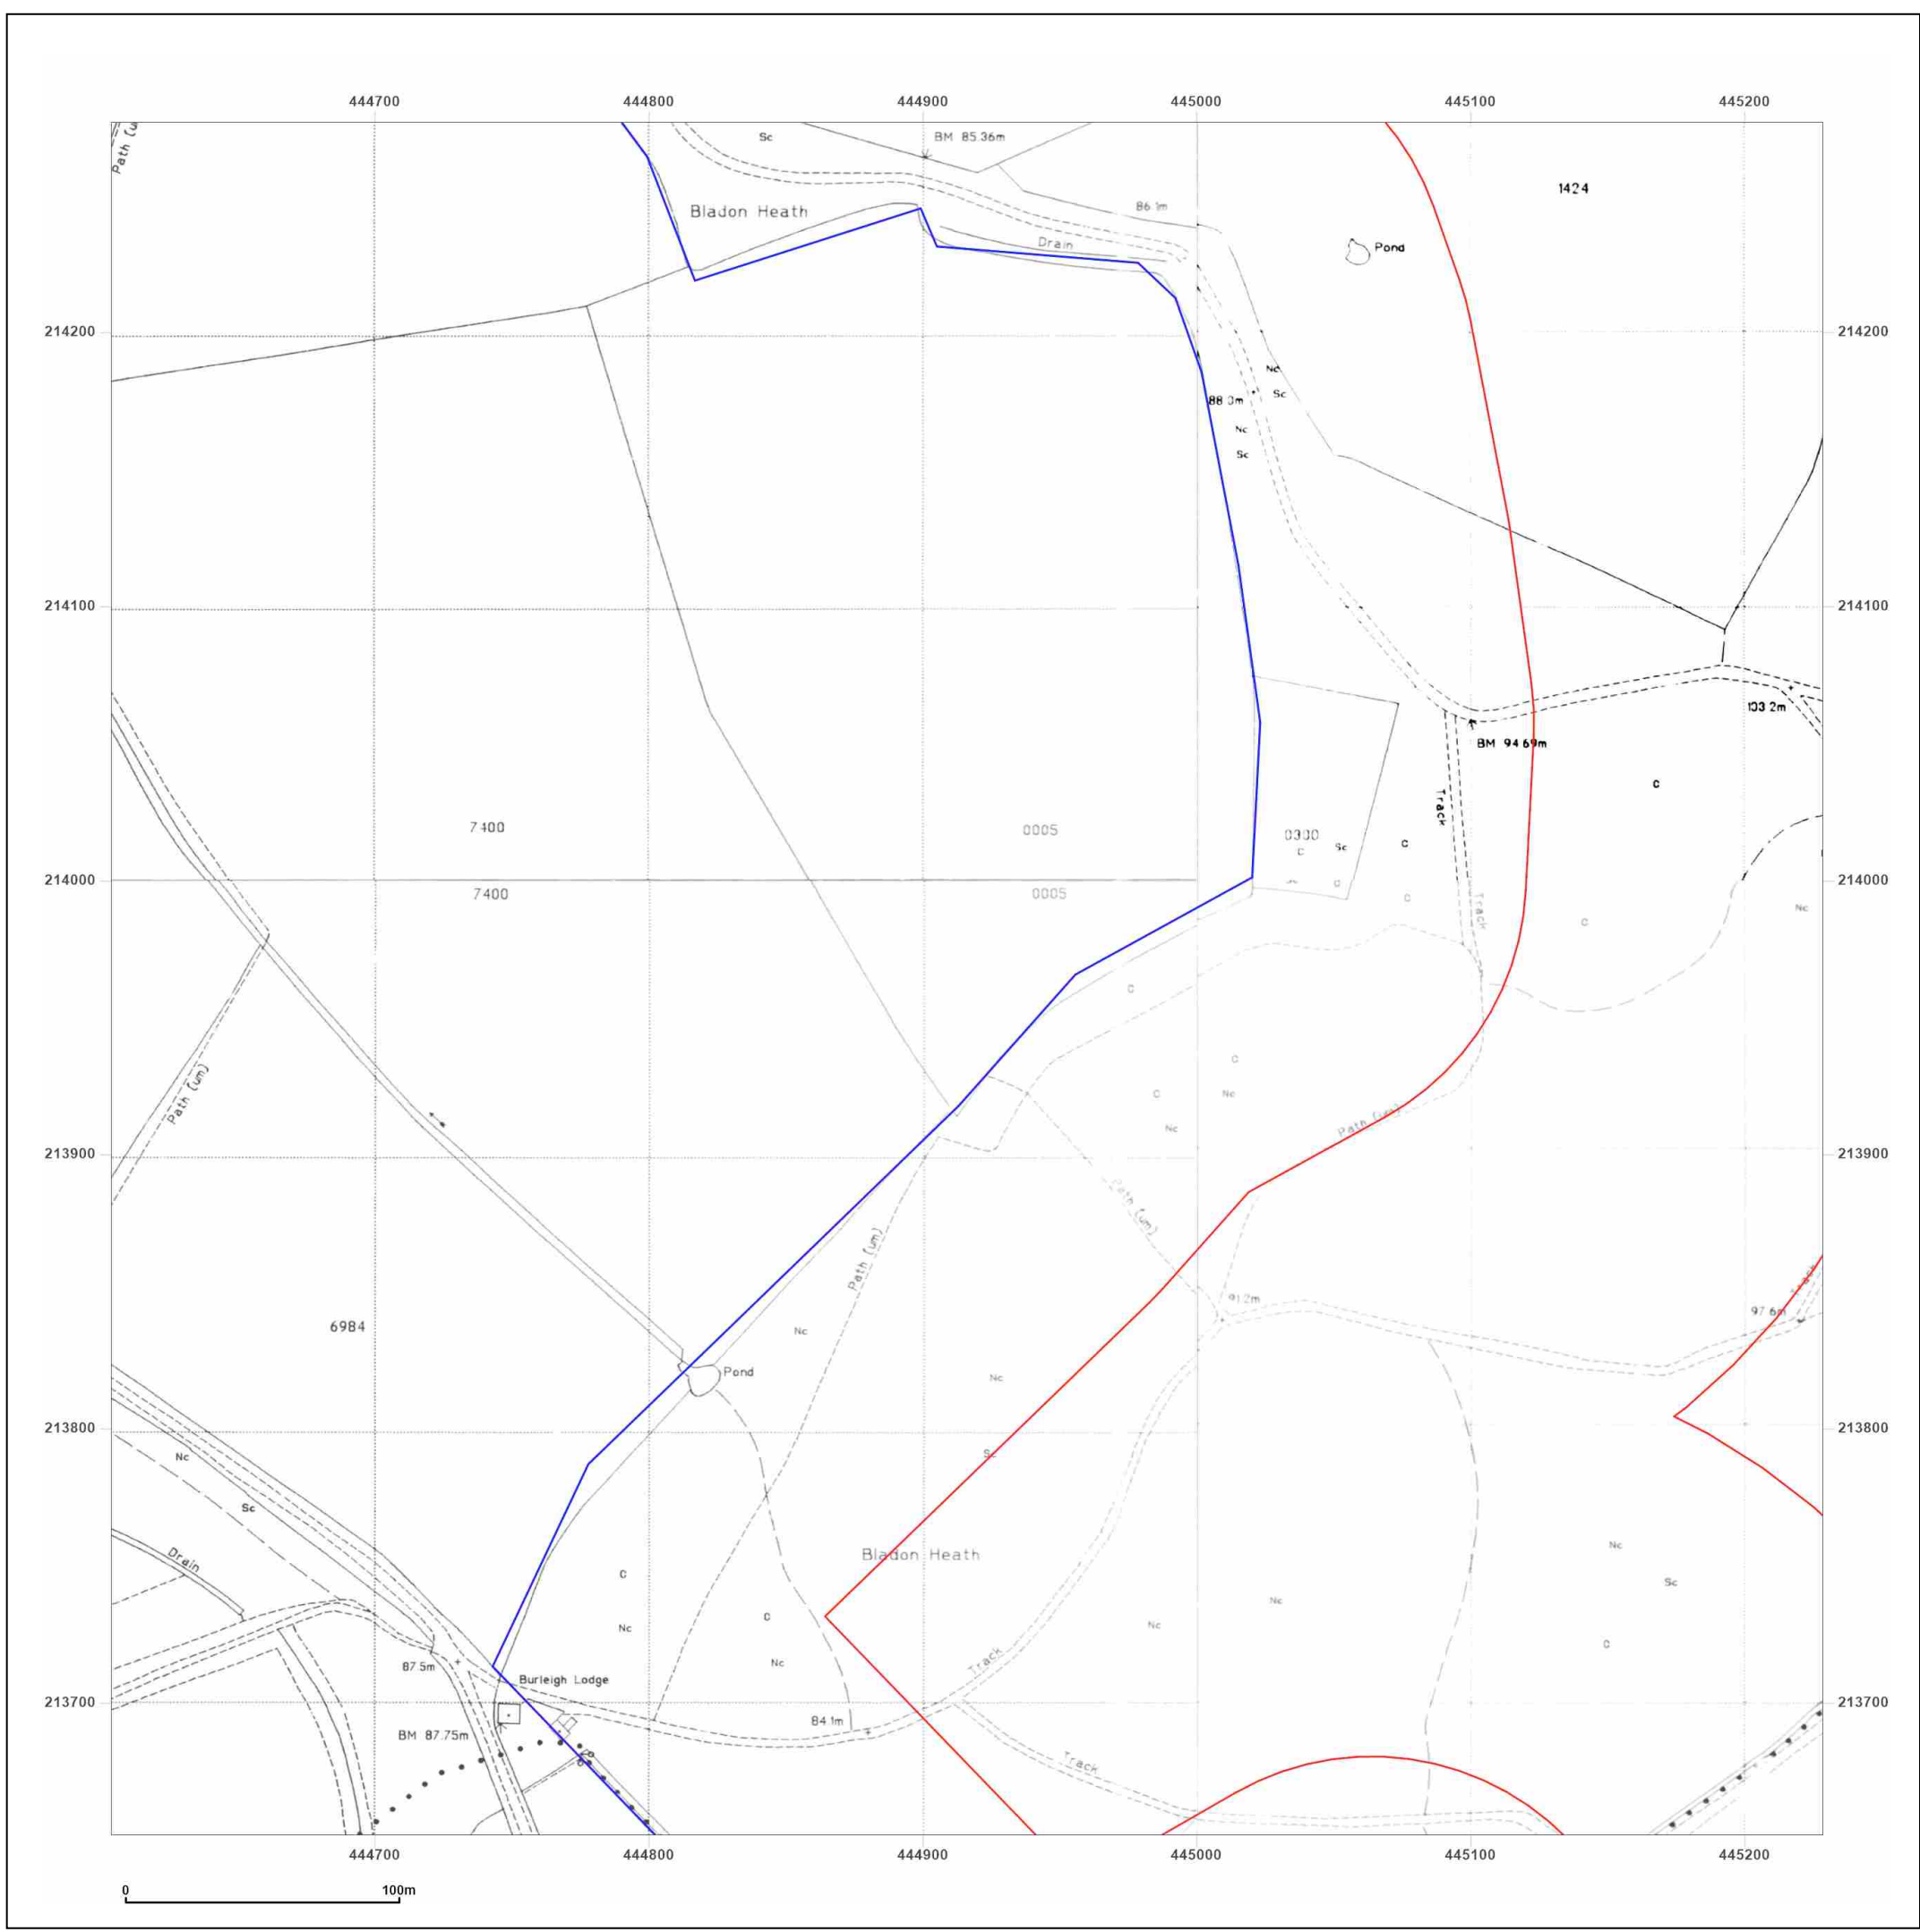 444700 444800 444900 445000 445100 445200
Path (u
Sc
BM 85.36m
1424
86.1m
Bladon Heath
Drain
Pond
214200
214200
Nc
Sc
Nc
Sc
214100
214100
103.2m
BM 94.69m
Track
C
7400
0005
0300
C
Sc
C
214000
214000
7400
0005
C
C
Track
Nc
C
C
C
Path (um)
C
Nc
Nc
Path (um)
213900
213900
Path (um)
Path (um)
91.2m
Track
97.6m
6984
Nc
Pond
Nc
213800
213800
Nc
Sc
Sc
Drain
Bladon Heath
Nc
C
Sc
Nc
C
Nc
Nc
C
Nc
87.5m
Track
Burleigh Lodge
213700
213700
84.1m
BM 87.75m
Track
444700 444800 444900 445000 445100 445200
0 100m